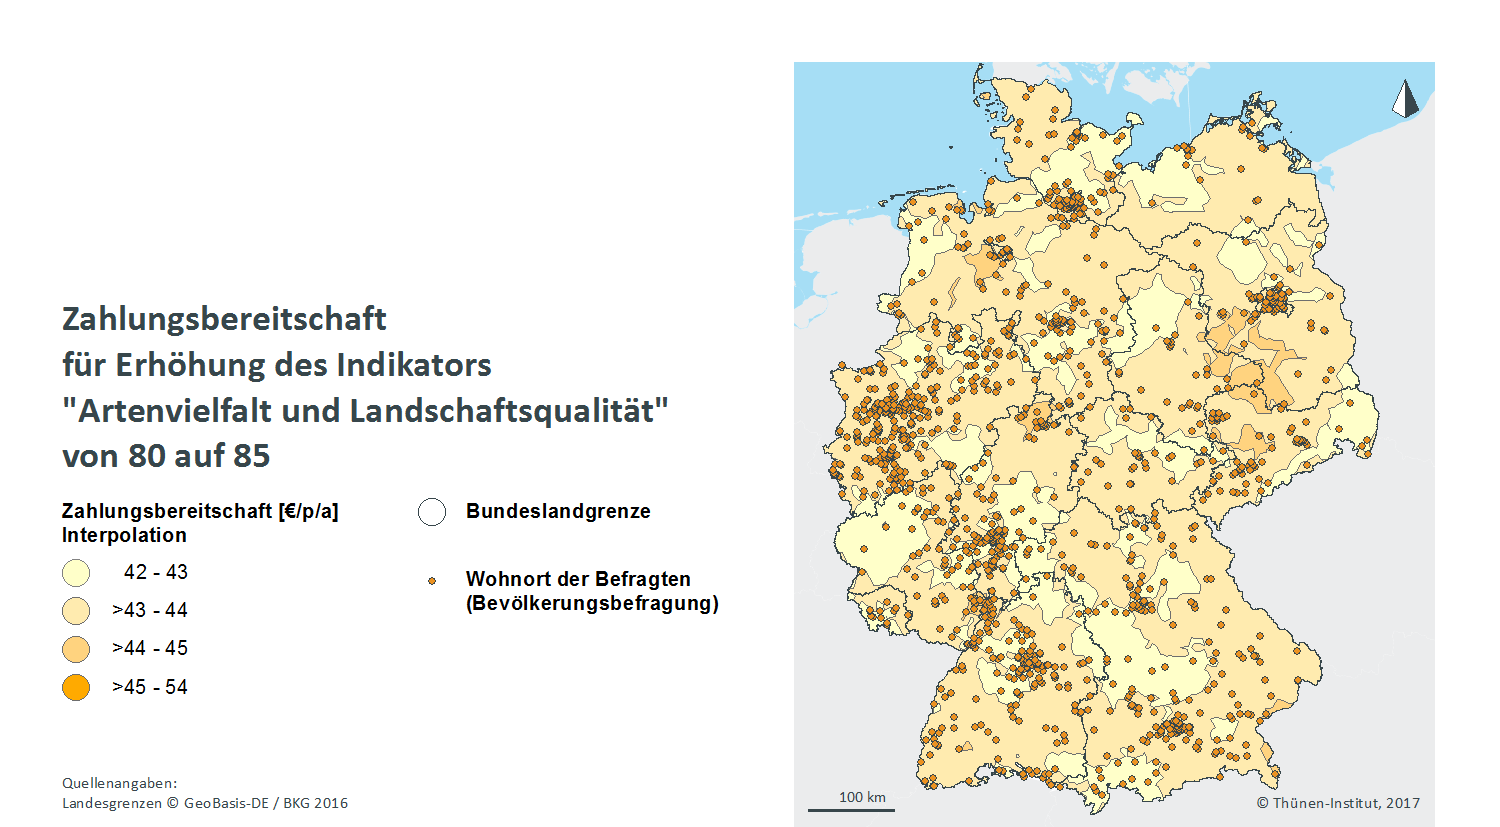 Zahlungsbereitschaft
für Erhöhung des Indikators
"Artenvielfalt und Landschaftsqualität"
von 80 auf 85
Zahlungsbereitschaft [€/p/a]
Interpolation
42 - 43
>43 - 44
>44 - 45
>45 - 54
Bundeslandgrenze
Wohnort der Befragten
(Bevölkerungsbefragung)
Quellenangaben:
Landesgrenzen © GeoBasis-DE / BKG 2016
100 km
© Thünen-Institut, 2017